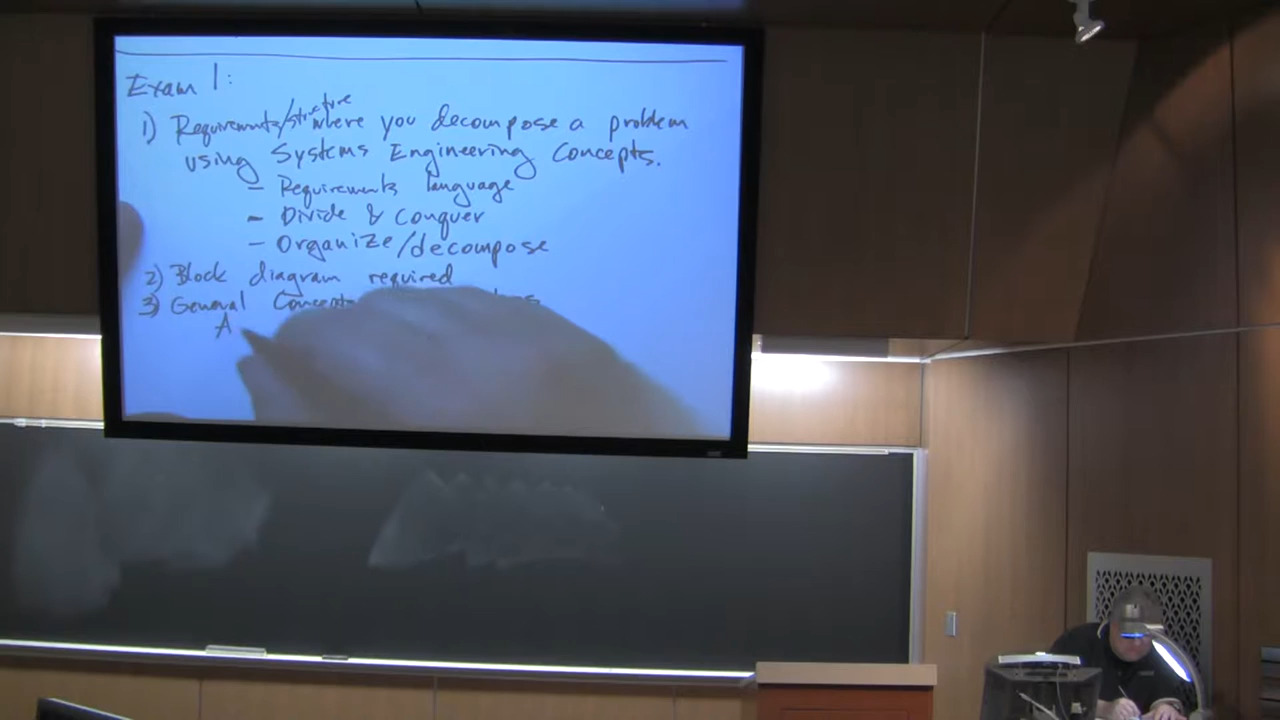 Exam 1:
1) Requirements/structure where you decompose a problem
using Systems Engineering Concepts.
- Requirements language
- Divide & Conquer
- Organize/decompose
2) Block diagram required
3) General
A